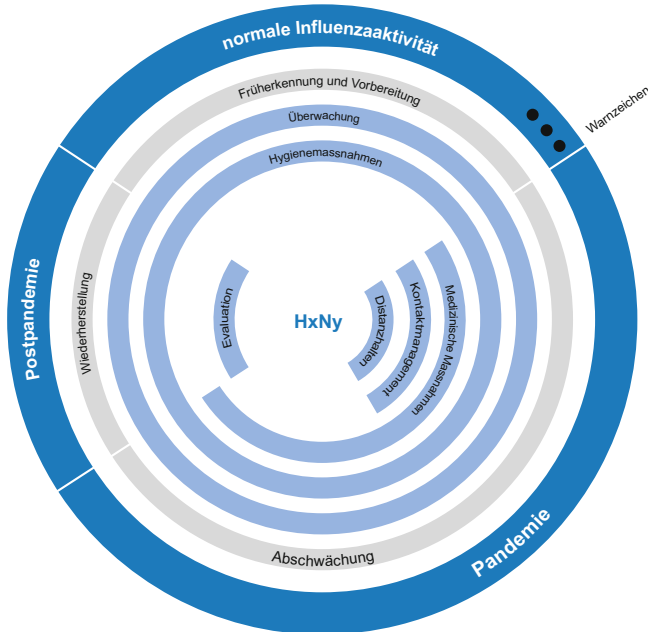 normale Influenzaaktivität
Früherkennung und Vorbereitung
Warnzeichen
Überwachung
Hygienemassnahmen
Postpandemie
Wiederherstellung
Evaluation
HxNy
Distanzhalten
Kontaktmanagement
Medizinische Massnahmen
Abschwächung
Pandemie